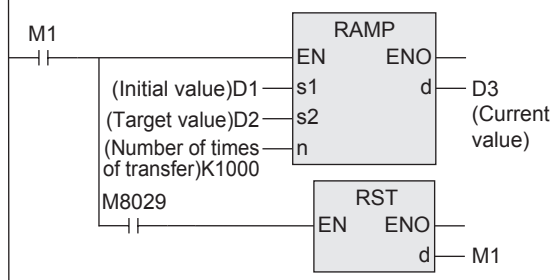 M1
RAMP
EN ENO
(Initial value)D1 s1 d D3
(Target value)D2 s2 (Current
value)
(Number of times
of transfer)K1000 n
M8029
RST
EN ENO
d M1